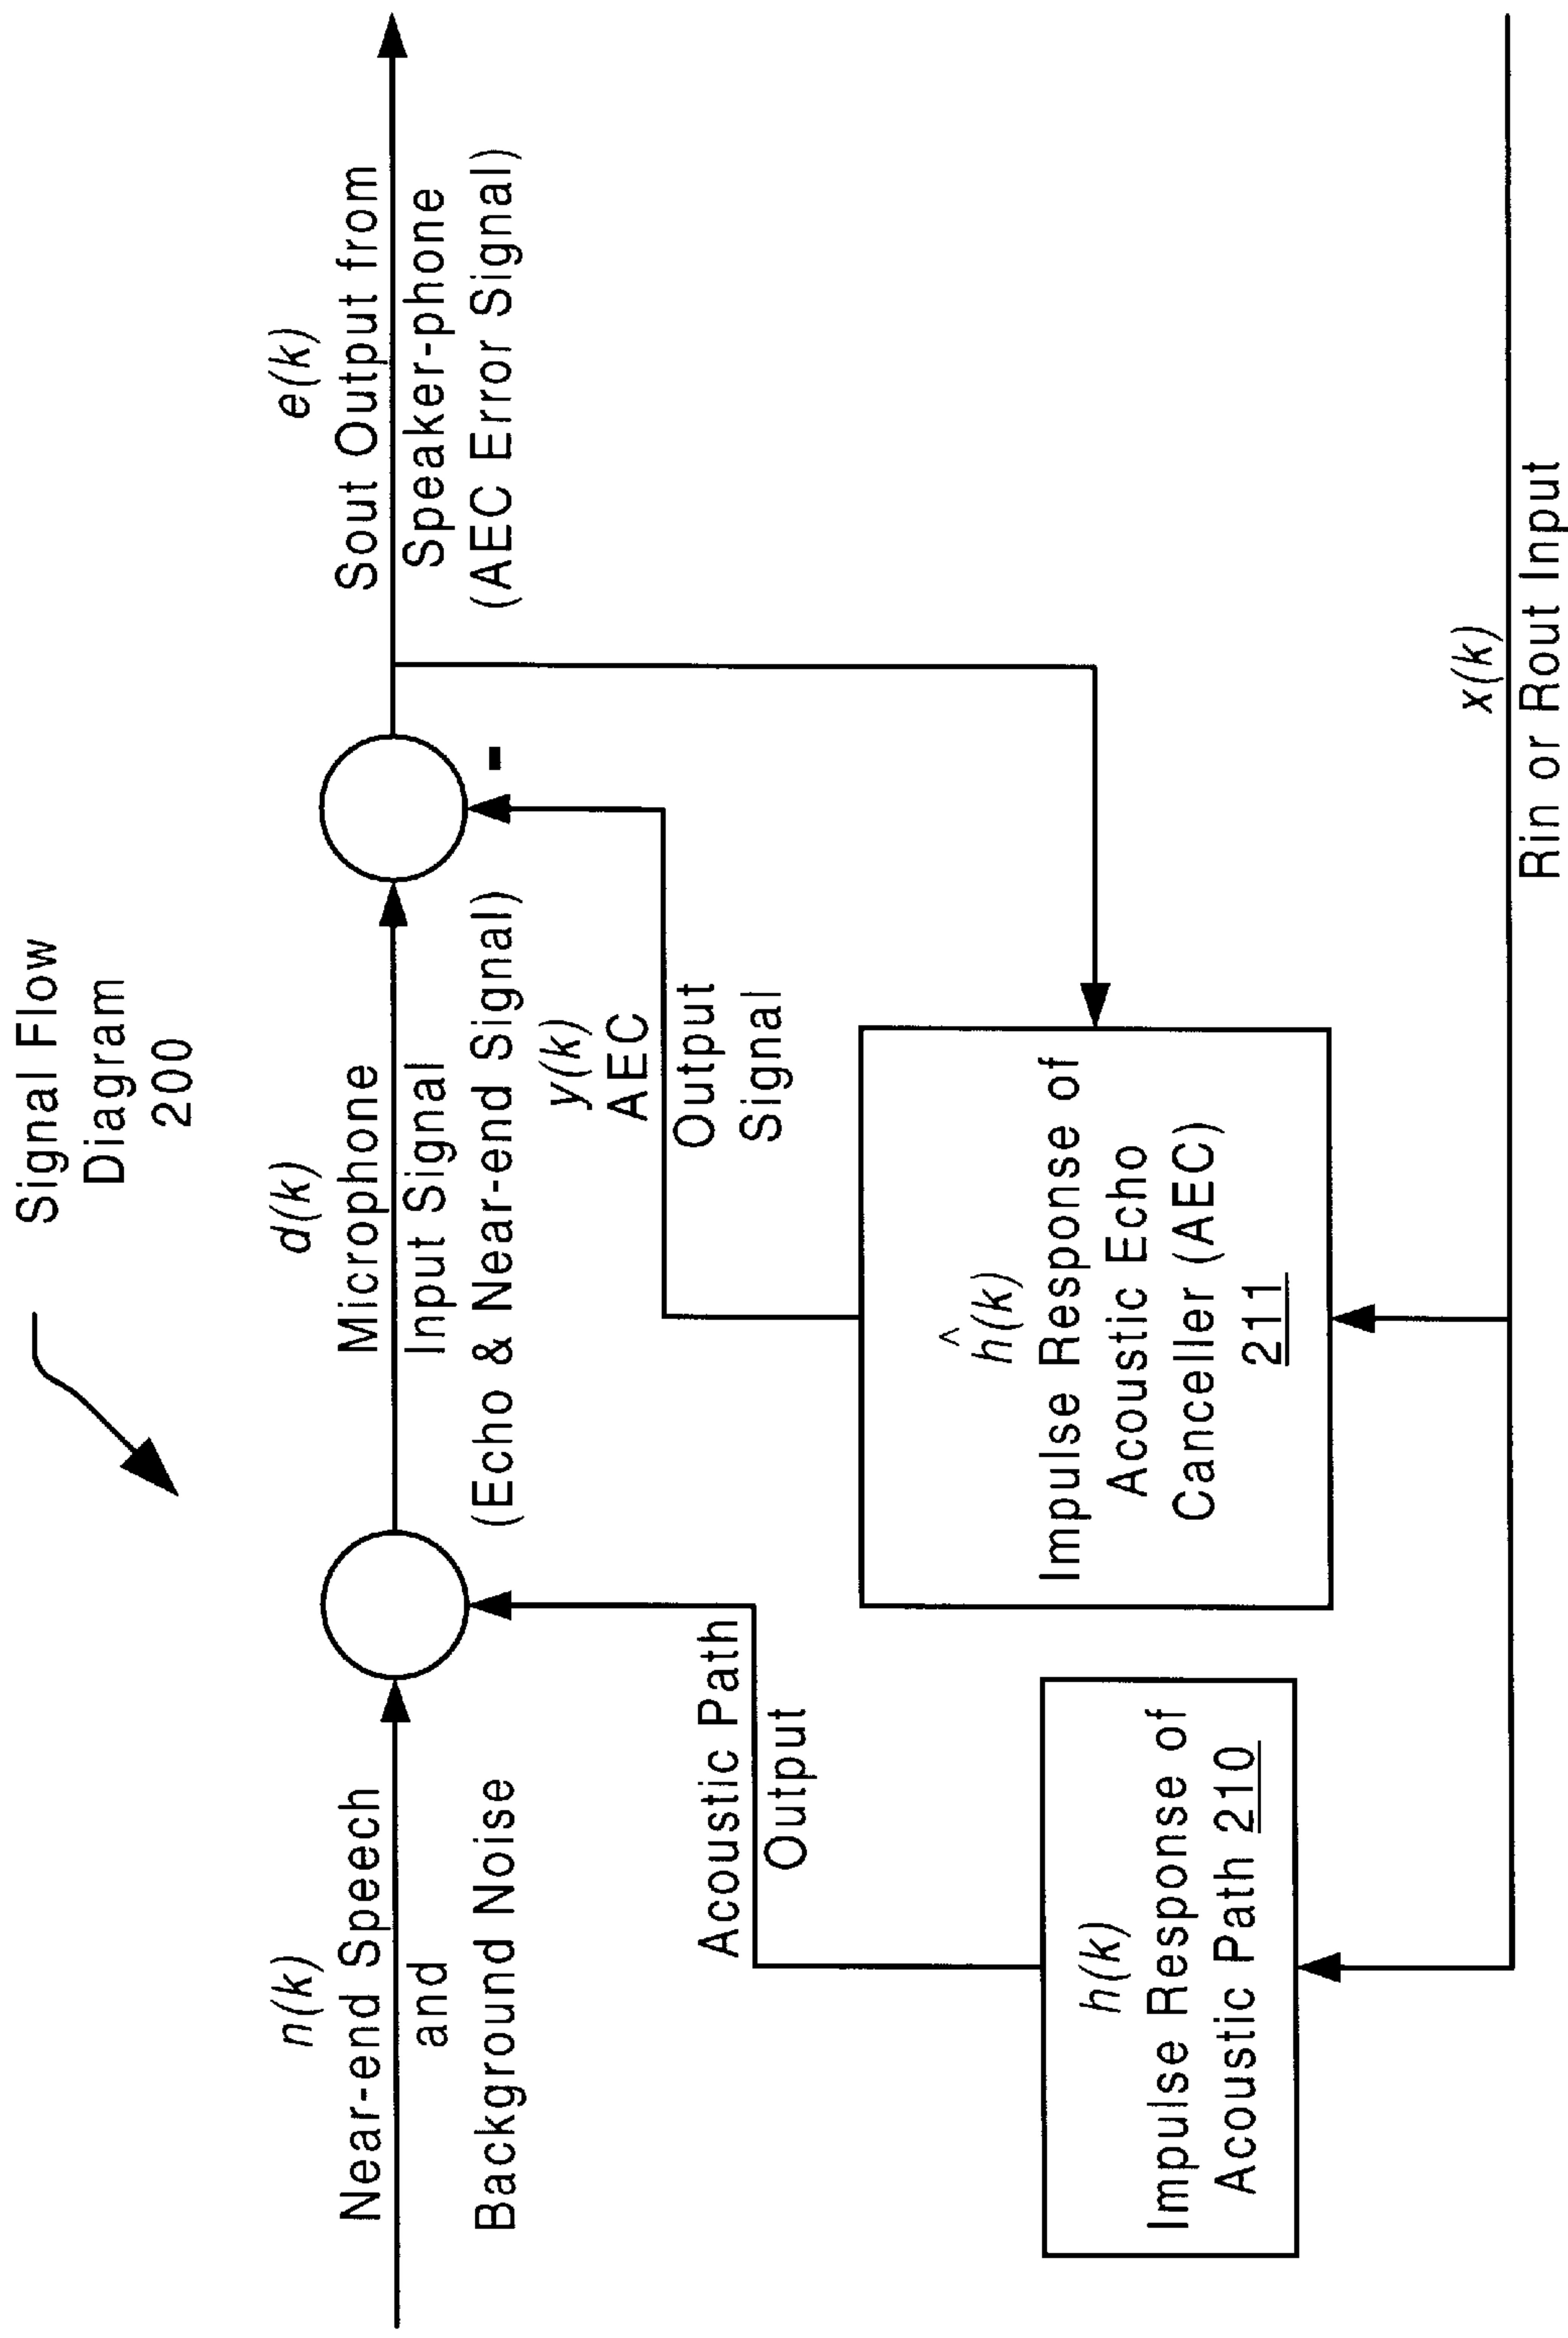 Signal Flow
Diagram
200
n(k)
Near-end Speech
and
Background Noise
d(k)
Microphone
Input Signal
(Echo & Near-end Signal)
e(k)
Sout Output from
Speaker-phone
(AEC Error Signal)
y(k)
AEC
Output
Signal
Acoustic Path
Output
ĥ(k)
Impulse Response of
Acoustic Echo
Canceller (AEC)
211
h(k)
Impulse Response of
Acoustic Path 210
x(k)
Rin or Rout Input